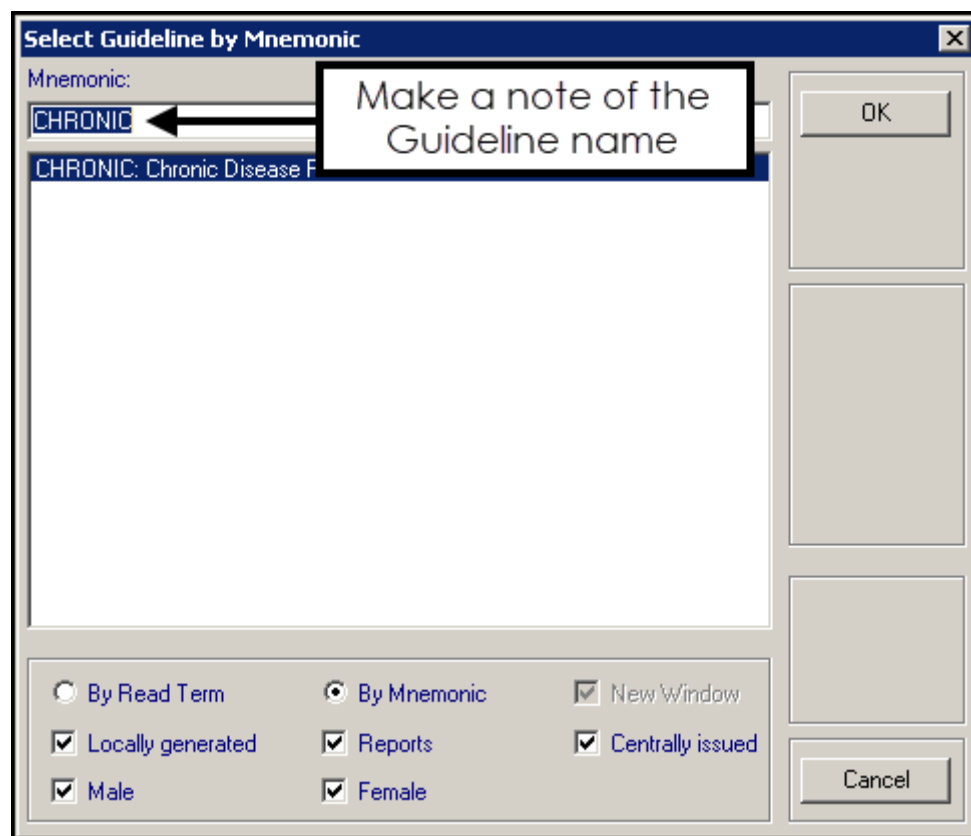 Select Guideline by Mnemonic
Mnemonic:
CHRONIC
Make a note of the
Guideline name
OK
CHRONIC: Chronic Disease
By Read Term
By Mnemonic
New Window
Locally generated
Reports
Centrally issued
Male
Female
Cancel